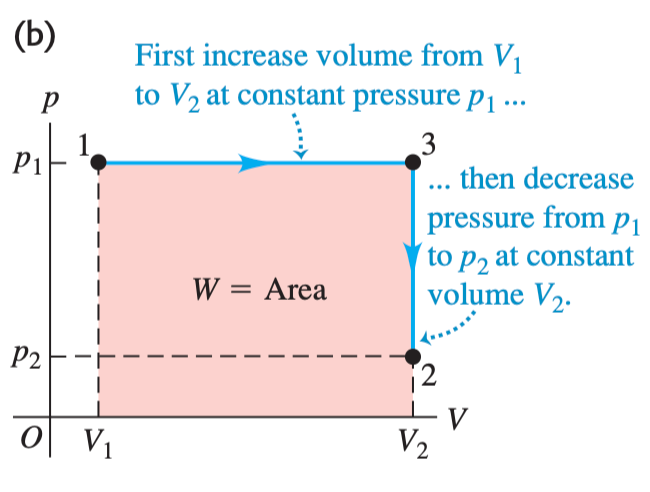 (b)
First increase volume from V₁
to V₂ at constant pressure p₁ ...
p
p₁
1
3
... then decrease
pressure from p₁
to p₂ at constant
volume V₂.
W = Area
p₂
2
O
V₁
V₂
V